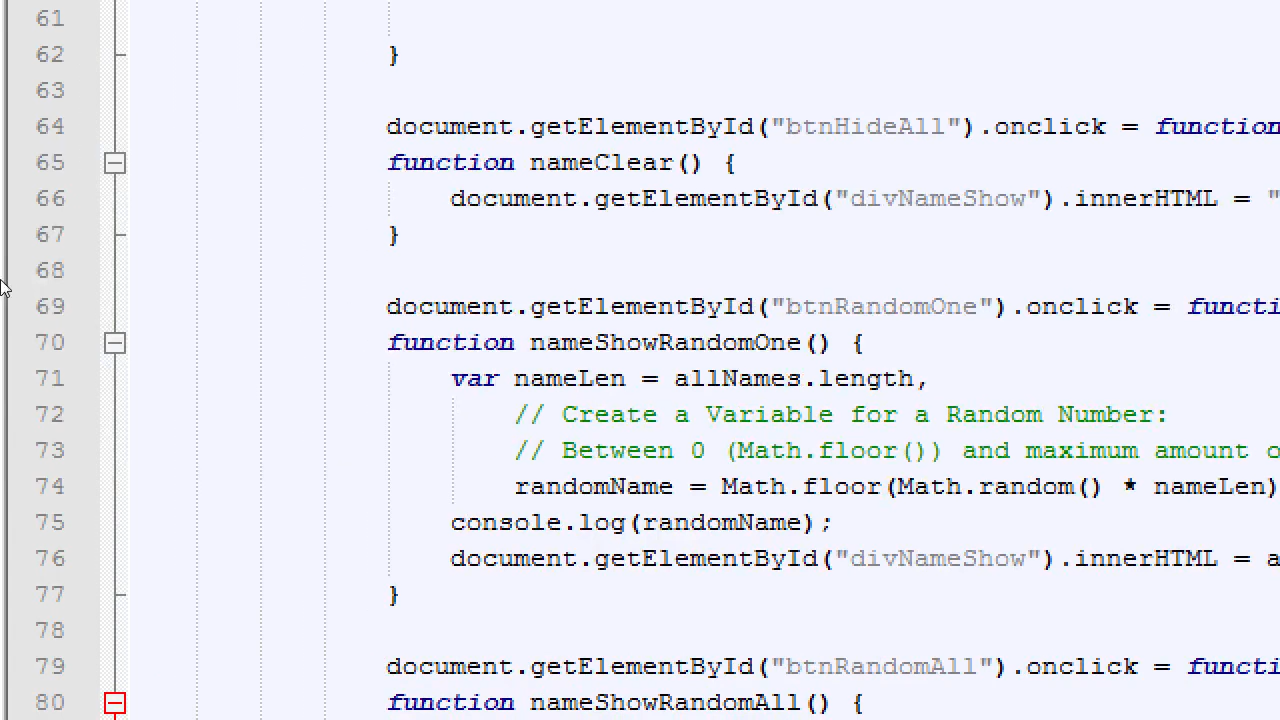 61
62 }
63
64 document.getElementById("btnHideAll").onclick = function
65 function nameClear() {
66 document.getElementById("divNameShow").innerHTML = "
67 }
68
69 document.getElementById("btnRandomOne").onclick = functi
70 function nameShowRandomOne() {
71 var nameLen = allNames.length,
72 // Create a Variable for a Random Number:
73 // Between 0 (Math.floor()) and maximum amount o
74 randomName = Math.floor(Math.random() * nameLen)
75 console.log(randomName);
76 document.getElementById("divNameShow").innerHTML = a
77 }
78
79 document.getElementById("btnRandomAll").onclick = functi
80 function nameShowRandomAll() {